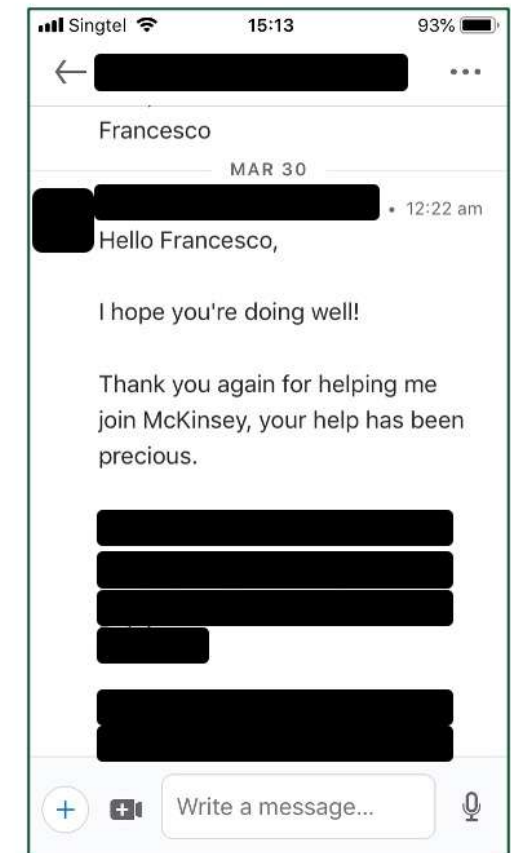 Singtel 15:13 93%
Francesco
MAR 30
• 12:22 am
Hello Francesco,
I hope you're doing well!
Thank you again for helping me
join McKinsey, your help has been
precious.
Write a message...